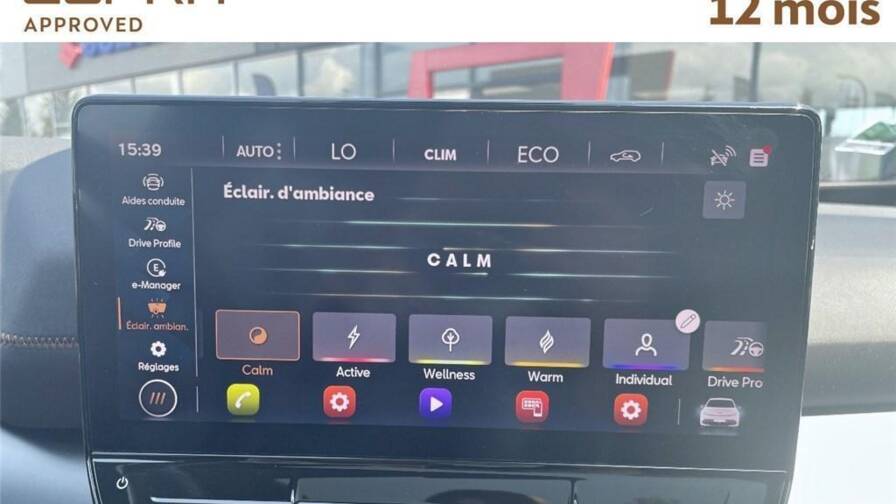 APPROVED
12 mois
15:39 AUTO LO CLIM ECO
Éclair. d'ambiance
Aides conduite
Drive Profile
E
e-Manager
Éclair. ambian.
Réglages
CALM
Calm Active Wellness Warm Individual Drive Pro